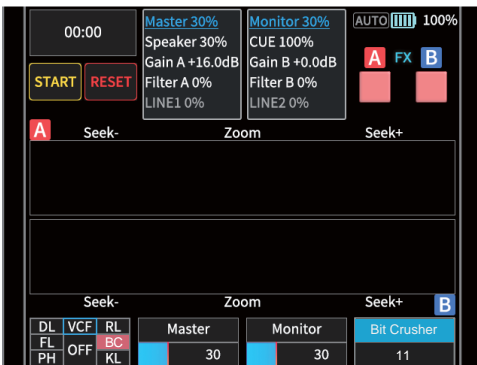 00:00
START RESET
Master 30%
Speaker 30%
Gain A +16.0dB
Filter A 0%
LINE1 0%
Monitor 30%
CUE 100%
Gain B +0.0dB
Filter B 0%
LINE2 0%
AUTO 100%
A FX B
A Seek- Zoom Seek+
Seek- Zoom Seek+ B
DL VCF RL
FL OFF BC
PH KL
Master
30
Monitor
30
Bit Crusher
11